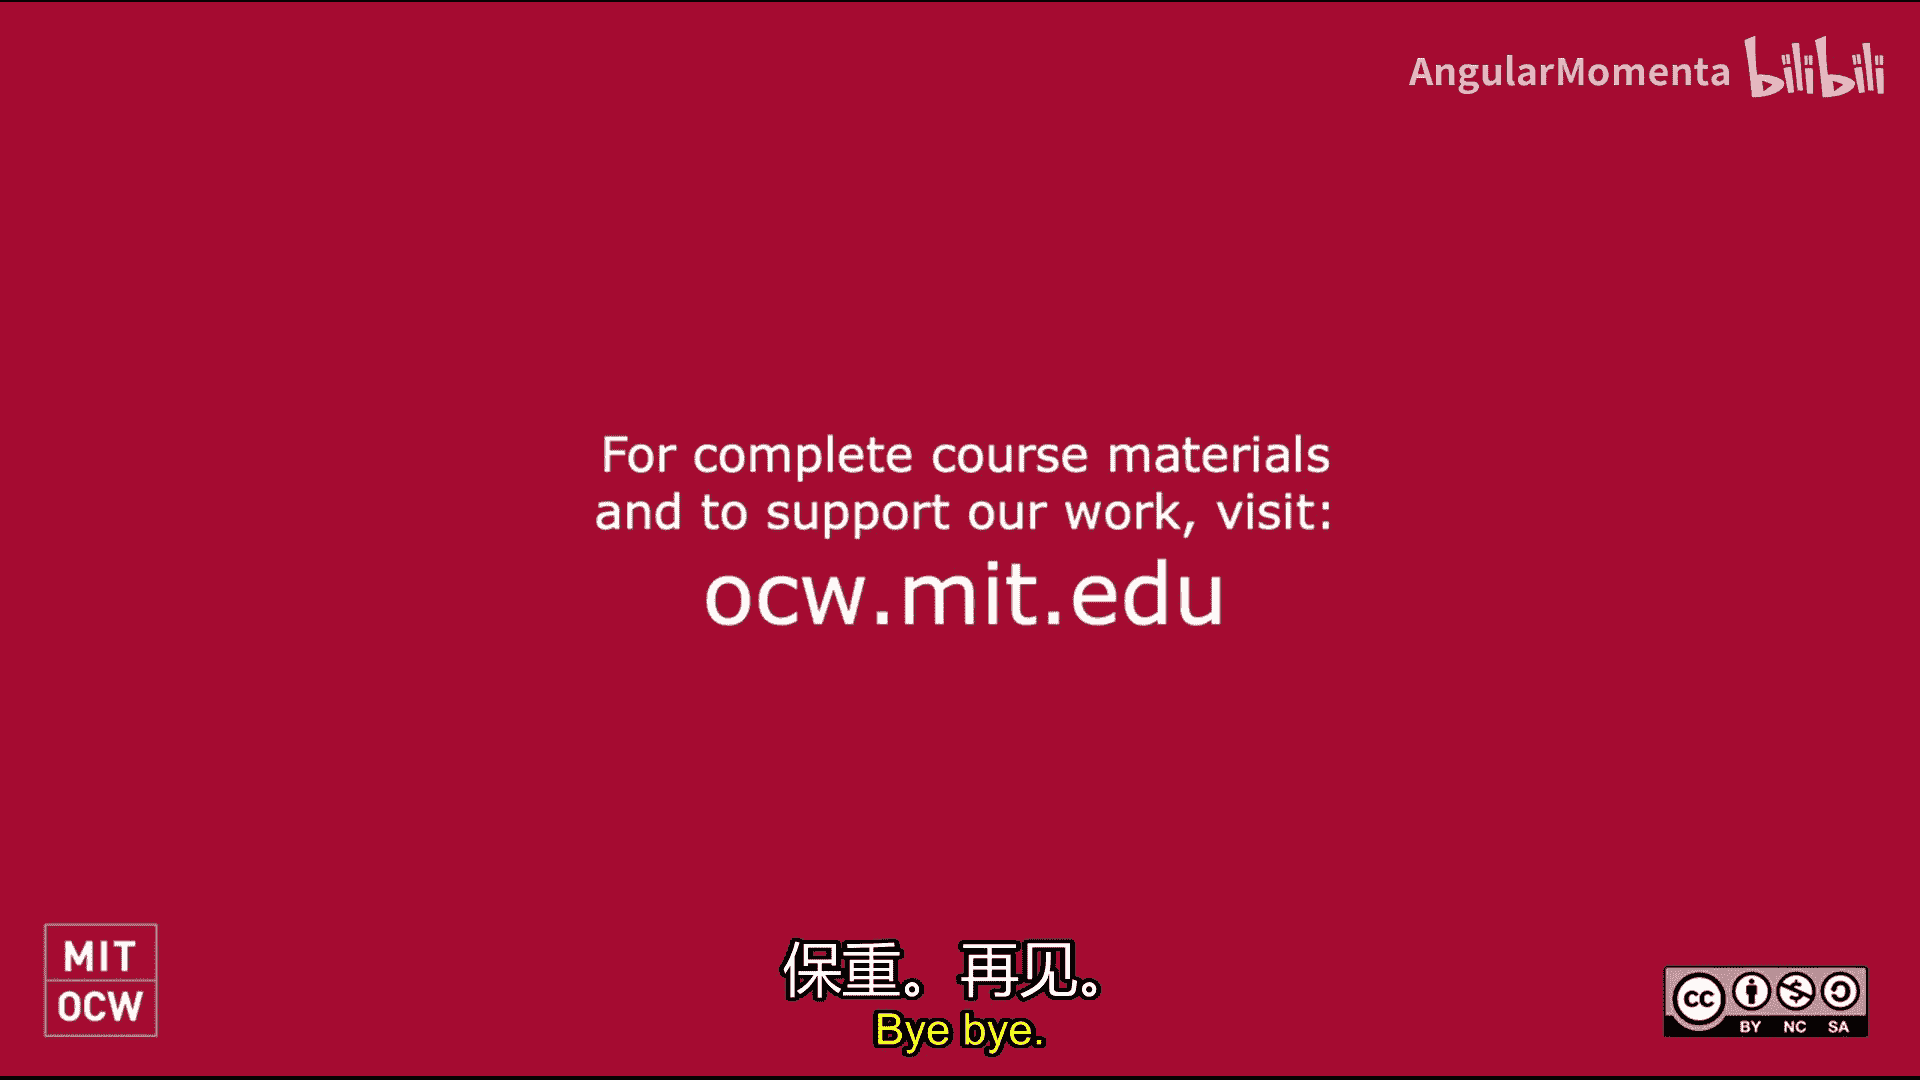 AngularMomenta bilibili
For complete course materials
and to support our work, visit:
ocw.mit.edu
MIT
OCW
保重。再见。
Bye bye.
cc
BY NC SA